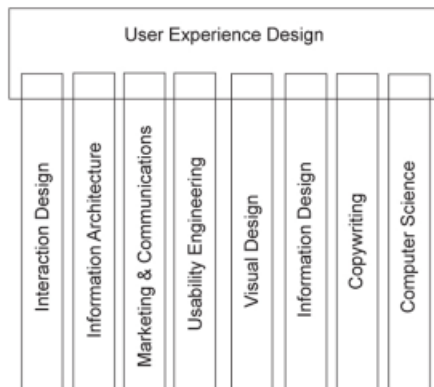 User Experience Design
Interaction Design
Information Architecture
Marketing & Communications
Usability Engineering
Visual Design
Information Design
Copywriting
Computer Science